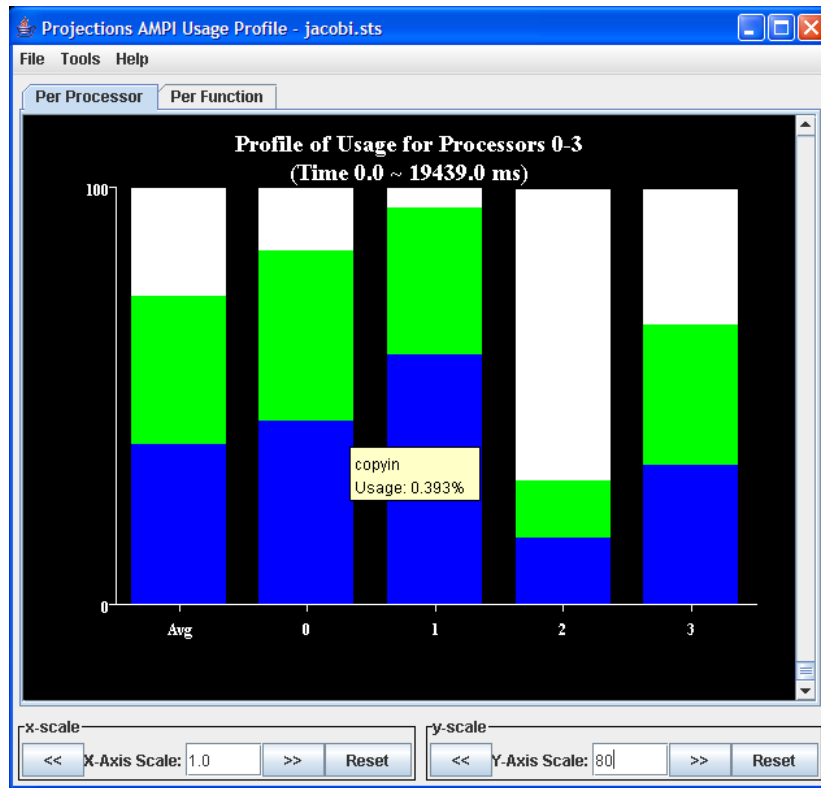 Projections AMPI Usage Profile - jacobi.sts
File Tools Help
Per Processor Per Function
Profile of Usage for Processors 0-3
(Time 0.0 ~ 19439.0 ms)
100
copyin
Usage: 0.393%
0
Avg 0 1 2 3
x-scale y-scale
<< X-Axis Scale: 1.0 >> Reset << Y-Axis Scale: 80 >> Reset